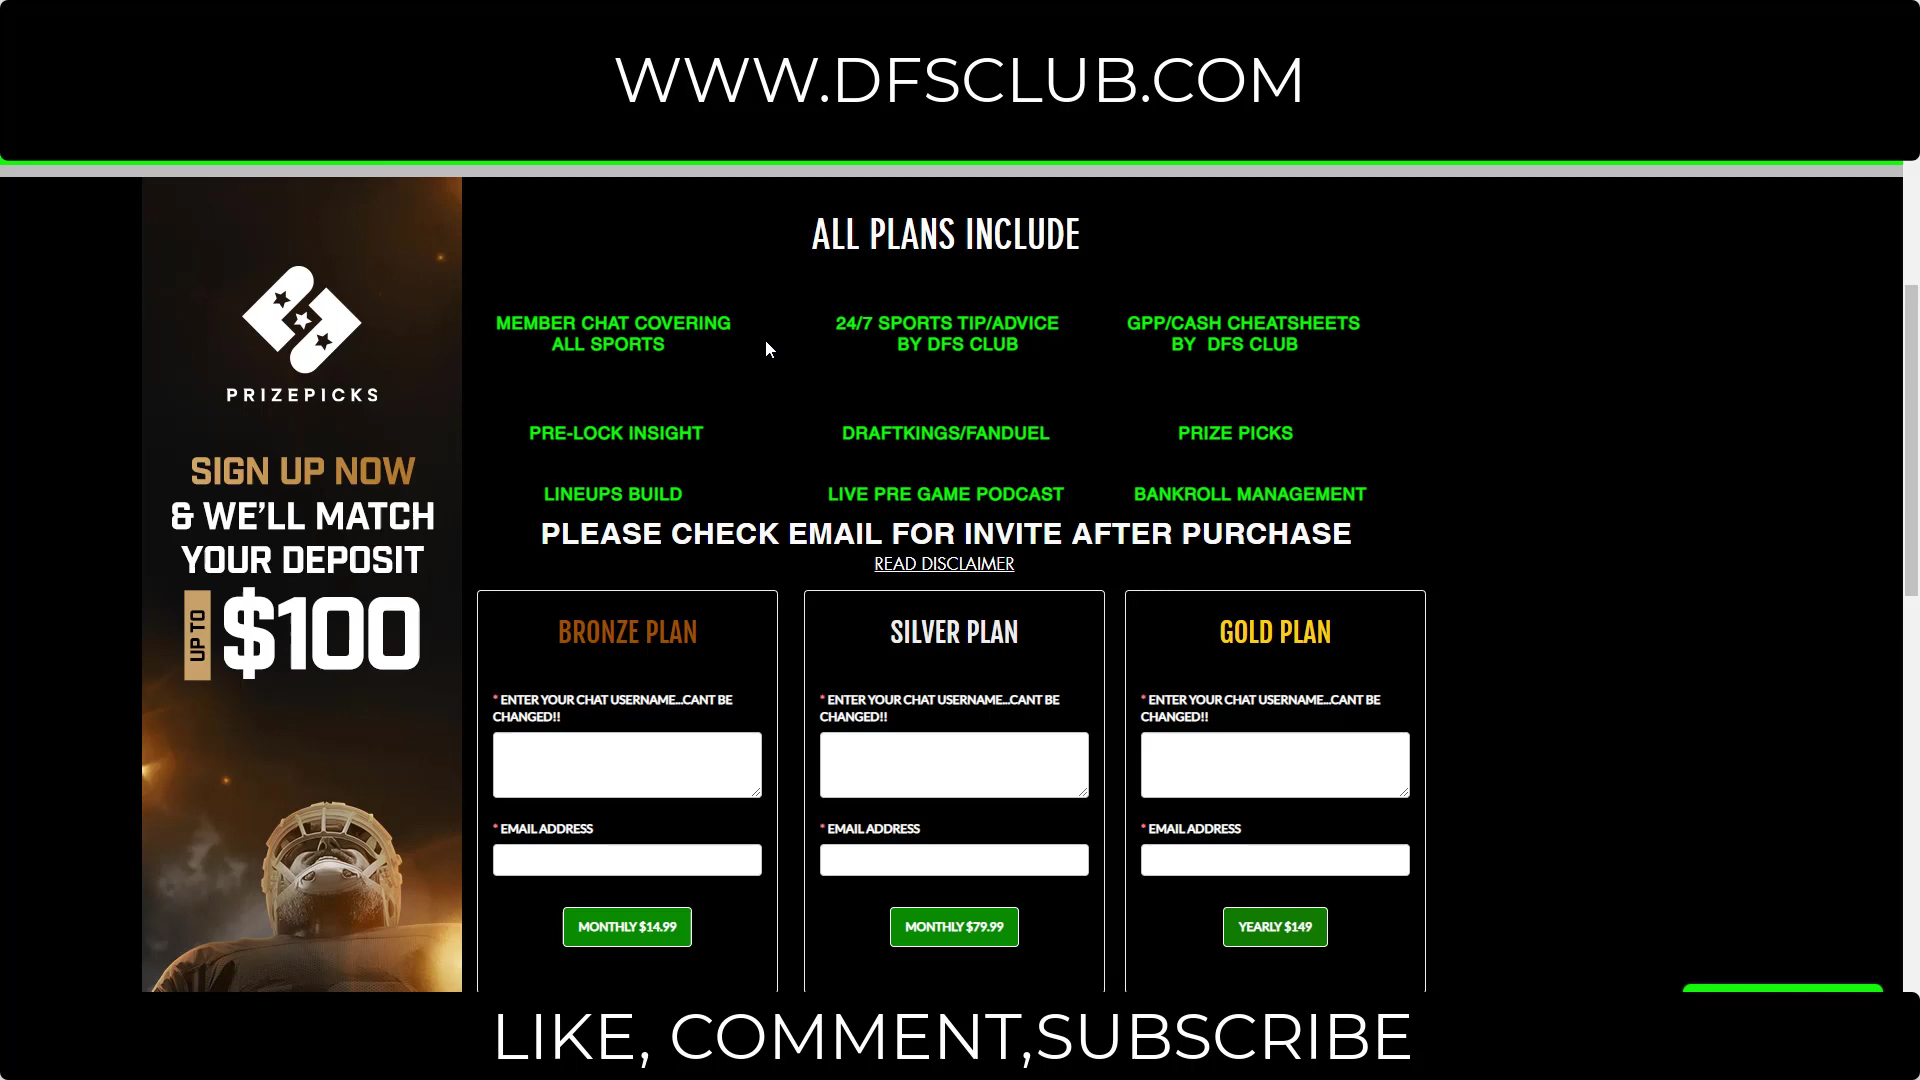 WWW.DFSCLUB.COM
PRIZEPICKS
SIGN UP NOW
& WE'LL MATCH
YOUR DEPOSIT
UP TO $100
ALL PLANS INCLUDE
MEMBER CHAT COVERING
ALL SPORTS
24/7 SPORTS TIP/ADVICE
BY DFS CLUB
GPP/CASH CHEATSHEETS
BY DFS CLUB
PRE-LOCK INSIGHT
DRAFTKINGS/FANDUEL
PRIZE PICKS
LINEUPS BUILD
LIVE PRE GAME PODCAST
BANKROLL MANAGEMENT
PLEASE CHECK EMAIL FOR INVITE AFTER PURCHASE
READ DISCLAIMER
BRONZE PLAN
* ENTER YOUR CHAT USERNAME...CANT BE
CHANGED!!
* EMAIL ADDRESS
MONTHLY $14.99
SILVER PLAN
* ENTER YOUR CHAT USERNAME...CANT BE
CHANGED!!
* EMAIL ADDRESS
MONTHLY $79.99
GOLD PLAN
* ENTER YOUR CHAT USERNAME...CANT BE
CHANGED!!
* EMAIL ADDRESS
YEARLY $149
LIKE, COMMENT,SUBSCRIBE